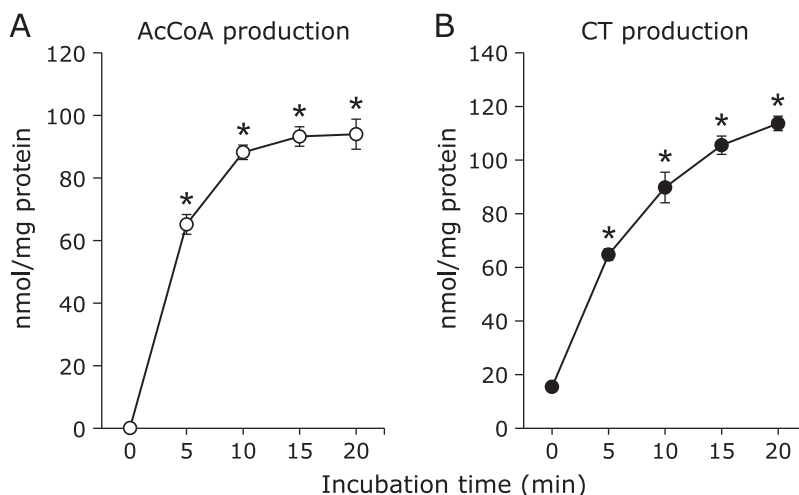 A
AcCoA production
nmol/mg protein
120
100
80
60
40
20
0
* * * *
0 5 10 15 20
B
CT production
nmol/mg protein
140
120
100
80
60
40
20
0
* * * *
0 5 10 15 20
Incubation time (min)